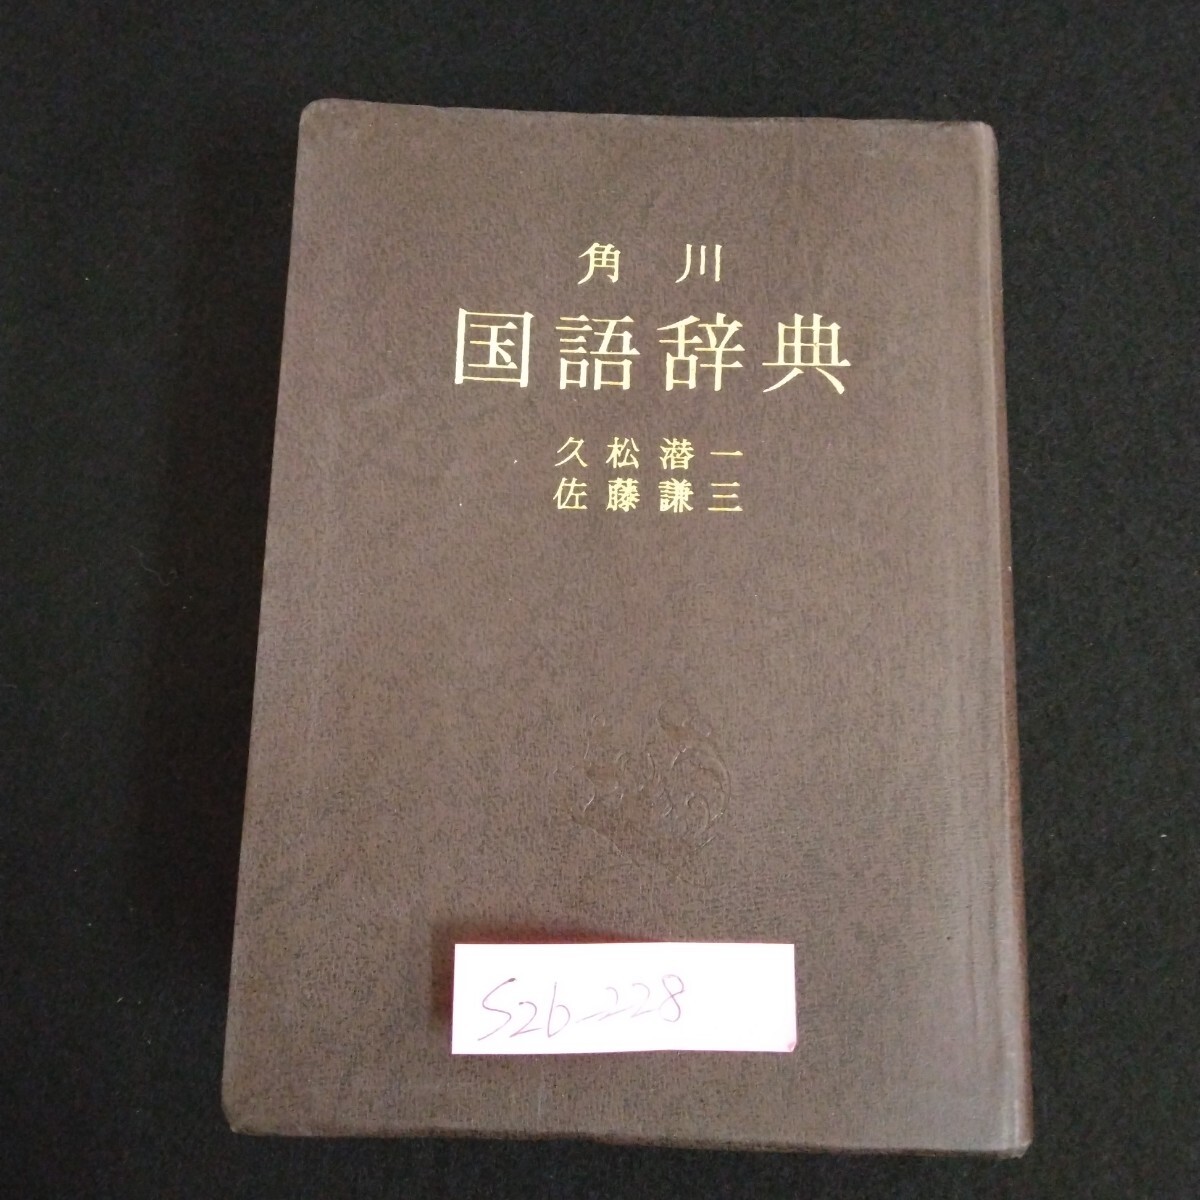 角川
国語辞典
久松潜一
佐藤謙三
S26-228